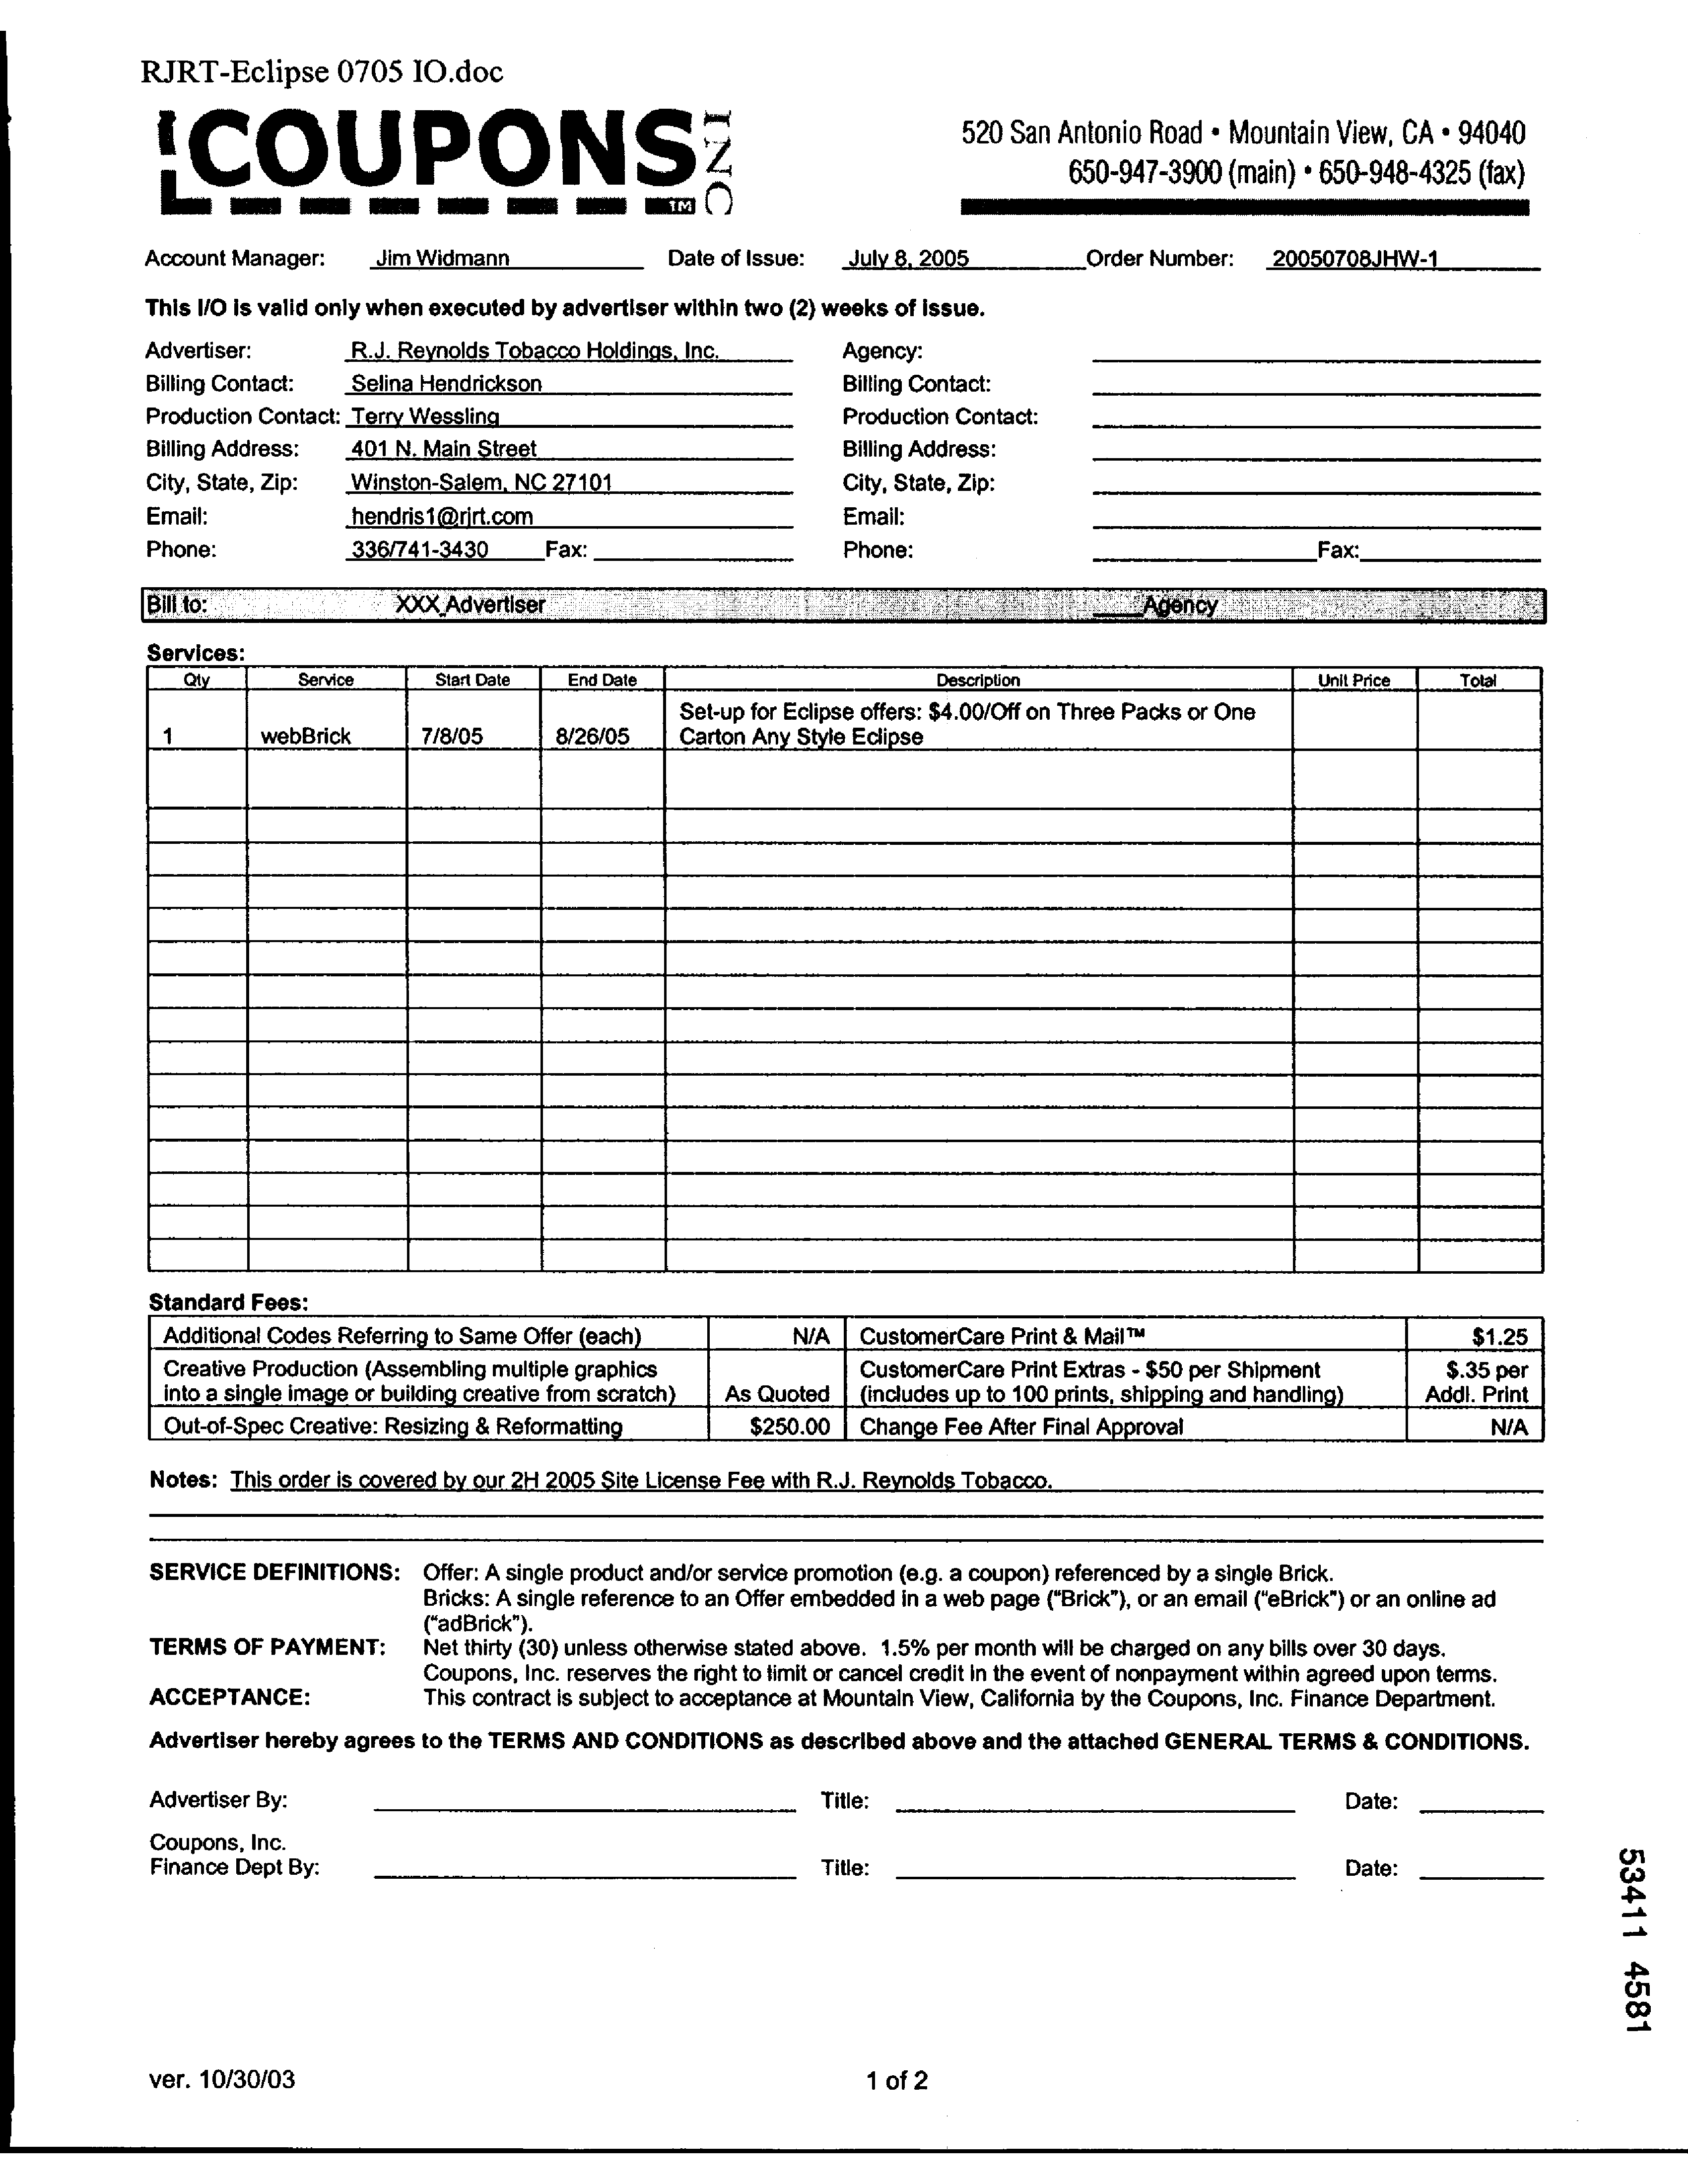 RJRT-Eclipse 0705 IO.doc
COUPONS INC TM
520 San Antonio Road • Mountain View, CA • 94040
650-947-3900 (main) • 650-948-4325 (fax)
Account Manager: Jim Widmann Date of Issue: July 8, 2005 Order Number: 20050708JHW-1
This I/O is valid only when executed by advertiser within two (2) weeks of issue.
Advertiser: R.J. Reynolds Tobacco Holdings, Inc. Agency:
Billing Contact: Selina Hendrickson Billing Contact:
Production Contact: Terry Wessling Production Contact:
Billing Address: 401 N. Main Street Billing Address:
City, State, Zip: Winston-Salem, NC 27101 City, State, Zip:
Email: hendris1@rjrt.com Email:
Phone: 336/741-3430 Fax: Phone: Fax:
Bill to: XXX Advertiser Agency
Services:
Qty Service Start Date End Date Description Unit Price Total
Set-up for Eclipse offers: $4.00/Off on Three Packs or One
1 webBrick 7/8/05 8/26/05 Carton Any Style Eclipse
Standard Fees:
Additional Codes Referring to Same Offer (each) N/A CustomerCare Print & Mail™ $1.25
Creative Production (Assembling multiple graphics CustomerCare Print Extras - $50 per Shipment $.35 per
into a single image or building creative from scratch) As Quoted (includes up to 100 prints, shipping and handling) Addl. Print
Out-of-Spec Creative: Resizing & Reformatting $250.00 Change Fee After Final Approval N/A
Notes: This order is covered by our 2H 2005 Site License Fee with R.J. Reynolds Tobacco.
SERVICE DEFINITIONS: Offer: A single product and/or service promotion (e.g. a coupon) referenced by a single Brick.
Bricks: A single reference to an Offer embedded in a web page ("Brick"), or an email ("eBrick") or an online ad
("adBrick").
TERMS OF PAYMENT: Net thirty (30) unless otherwise stated above. 1.5% per month will be charged on any bills over 30 days.
Coupons, Inc. reserves the right to limit or cancel credit in the event of nonpayment within agreed upon terms.
ACCEPTANCE: This contract is subject to acceptance at Mountain View, California by the Coupons, Inc. Finance Department.
Advertiser hereby agrees to the TERMS AND CONDITIONS as described above and the attached GENERAL TERMS & CONDITIONS.
Advertiser By: Title: Date:
Coupons, Inc.
Finance Dept By: Title: Date:
53411 4581
ver. 10/30/03 1 of 2